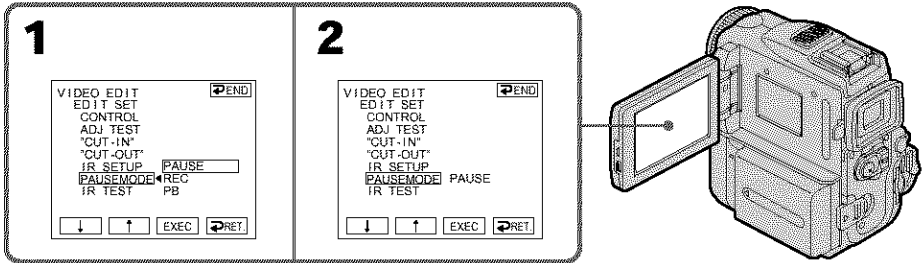 1
VIDEO EDIT
END
EDIT SET
CONTROL
ADJ TEST
"CUT-IN"
"CUT-OUT"
IR SETUP PAUSE
PAUSEMODE REC
IR TEST PB
↓ ↑ EXEC RET.
2
VIDEO EDIT
END
EDIT SET
CONTROL
ADJ TEST
"CUT-IN"
"CUT-OUT"
IR SETUP
PAUSEMODE PAUSE
IR TEST
↓ ↑ EXEC RET.